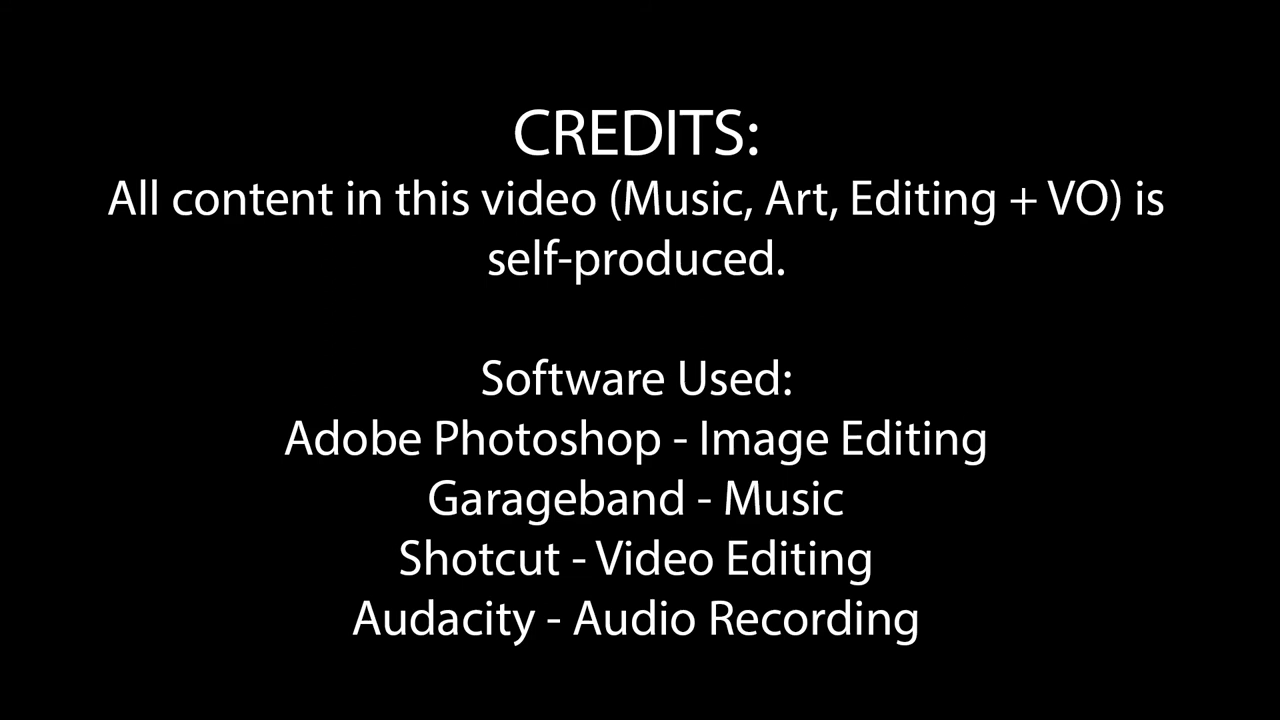 CREDITS:
All content in this video (Music, Art, Editing + VO) is
self-produced.
Software Used:
Adobe Photoshop - Image Editing
Garageband - Music
Shotcut - Video Editing
Audacity - Audio Recording